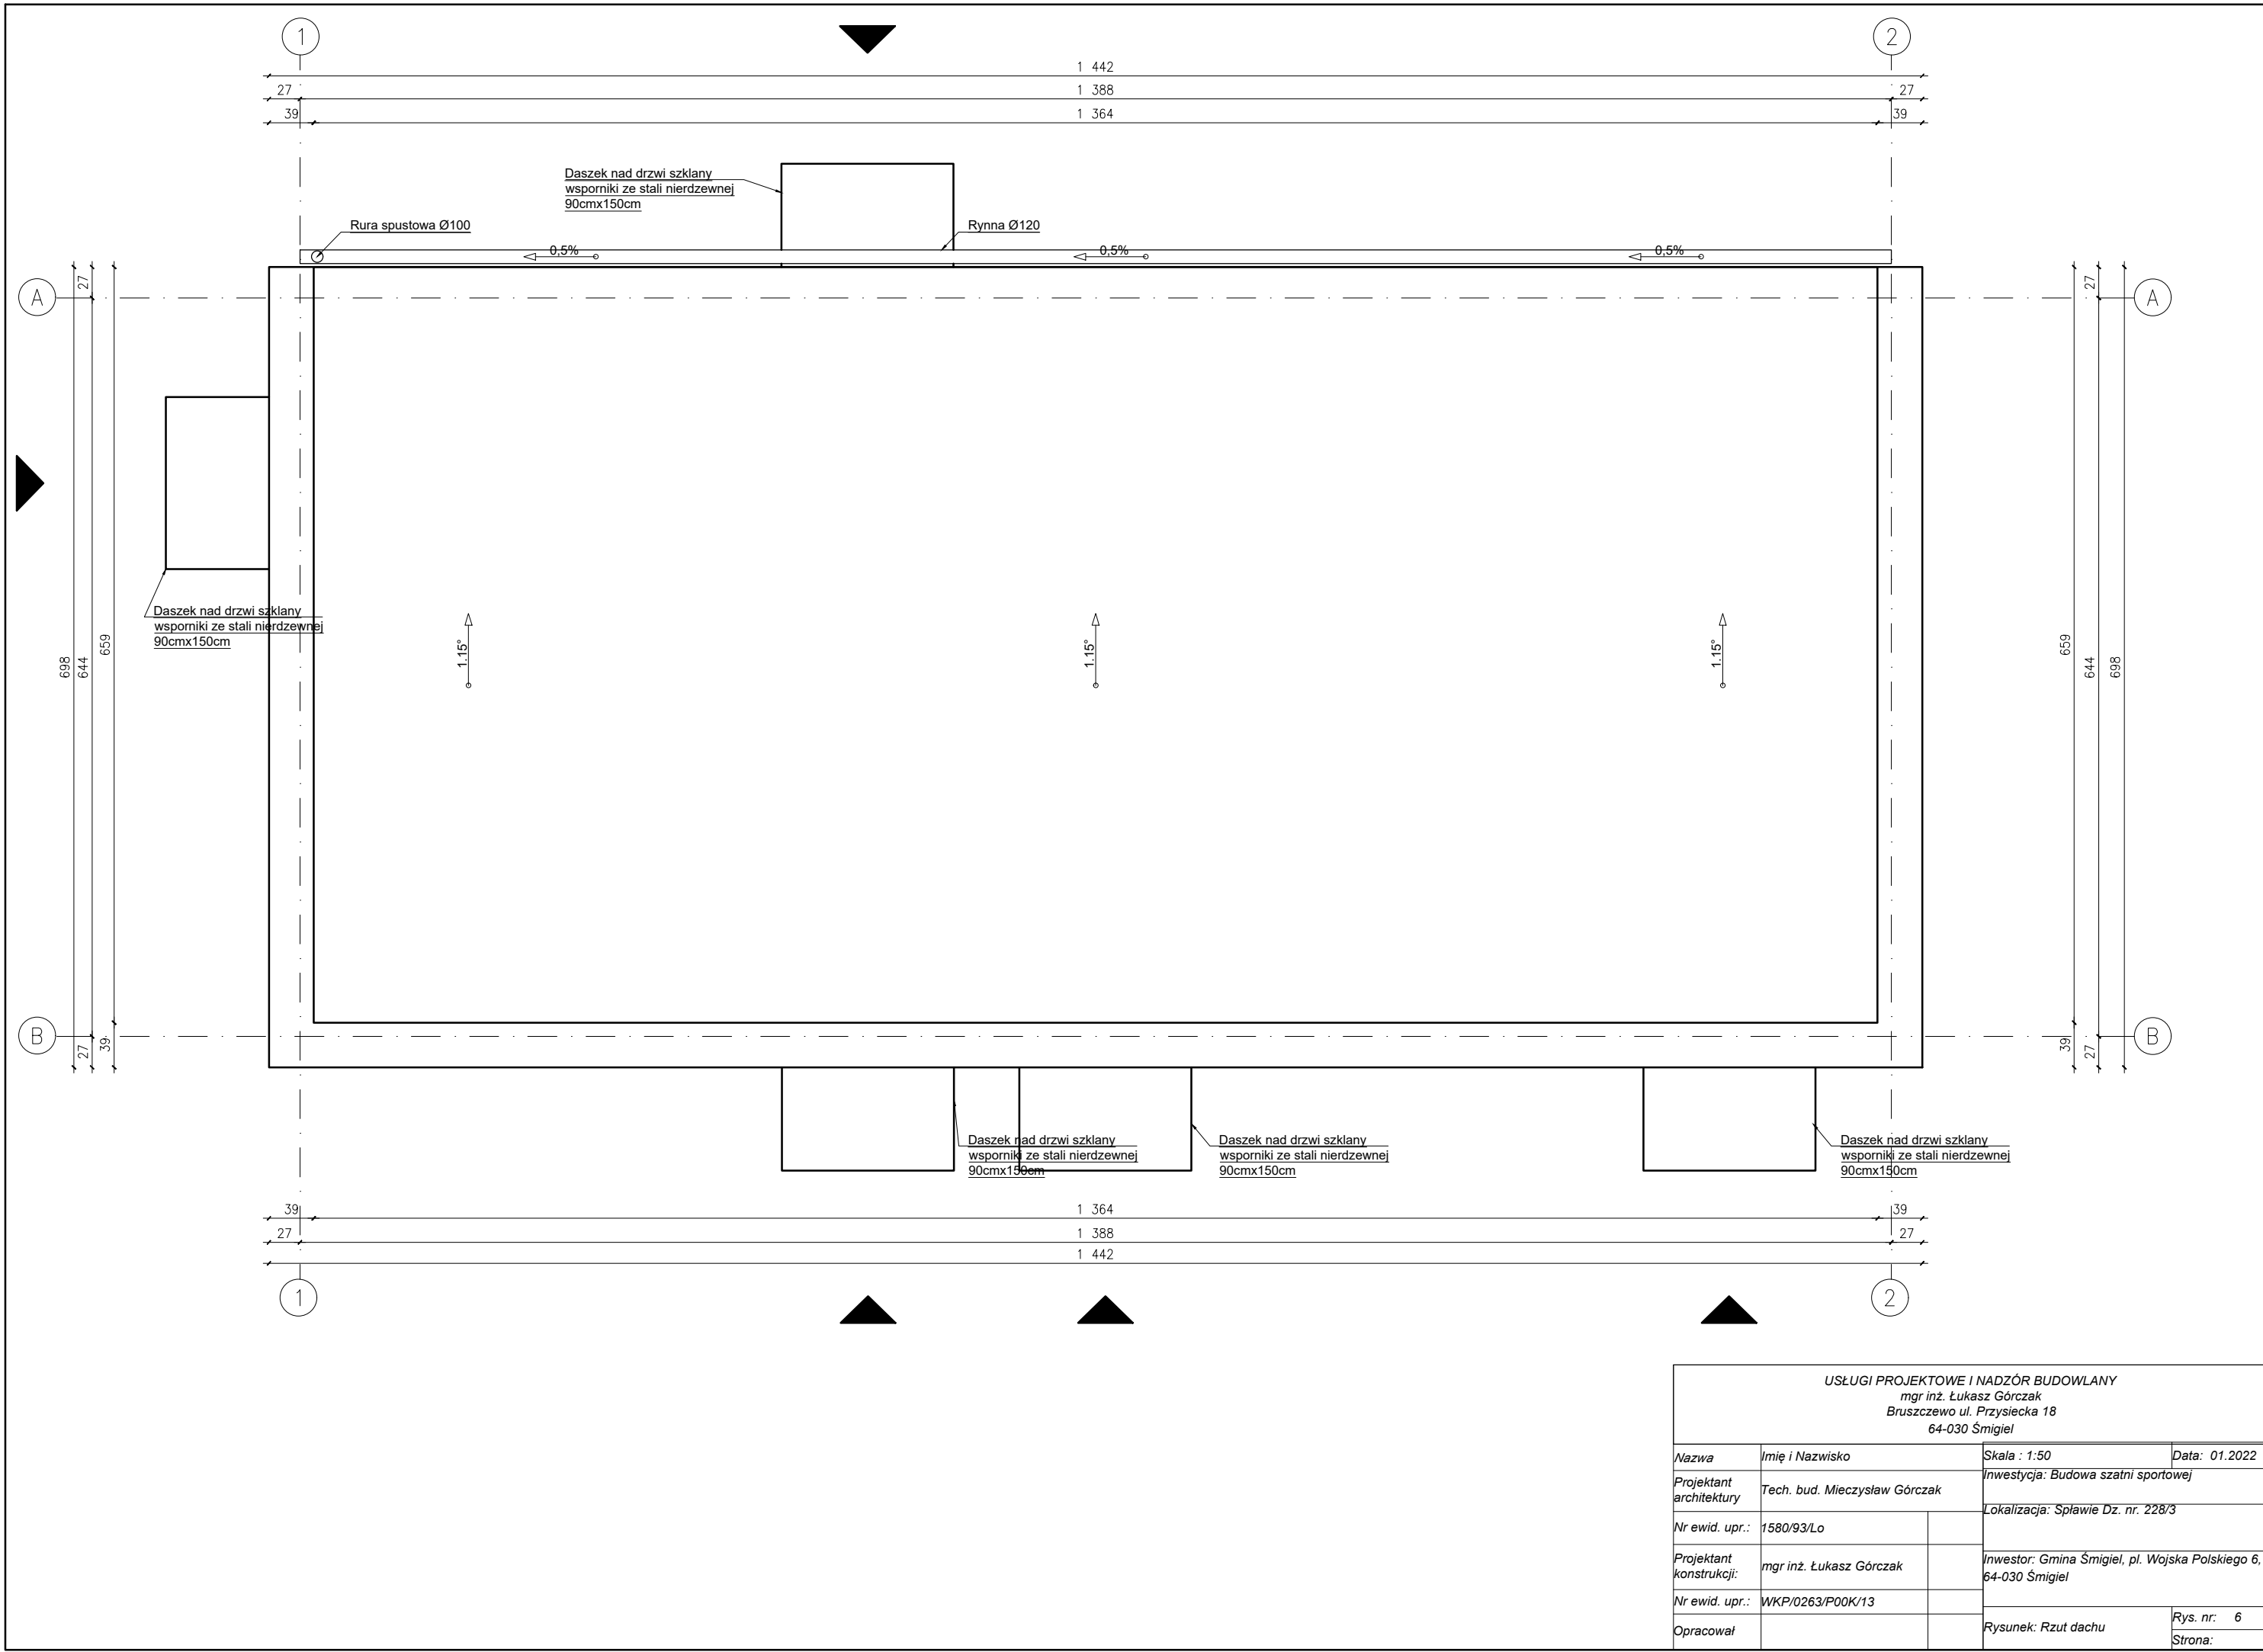 1
2
1 442
27
1 388
27
39
1 364
39
Daszek nad drzwi szklany
wsporniki ze stali nierdzewnej
90cmx150cm
Rura spustowa Ø100
Rynna Ø120
0,5%
0,5%
0,5%
A
27
27
A
Daszek nad drzwi szklany
wsporniki ze stali nierdzewnej
90cmx150cm
698
644
659
1.15°
1.15°
1.15°
659
644
698
B
27
39
39
27
B
Daszek nad drzwi szklany
wsporniki ze stali nierdzewnej
90cmx150cm
Daszek nad drzwi szklany
wsporniki ze stali nierdzewnej
90cmx150cm
Daszek nad drzwi szklany
wsporniki ze stali nierdzewnej
90cmx150cm
39
1 364
39
27
1 388
27
1 442
1
2
USŁUGI PROJEKTOWE I NADZÓR BUDOWLANY
mgr inż. Łukasz Górczak
Bruszczewo ul. Przysiecka 18
64-030 Śmigiel
Nazwa
Imię i Nazwisko
Skala : 1:50
Data: 01.2022
Projektant
architektury
Tech. bud. Mieczysław Górczak
Inwestycja: Budowa szatni sportowej
Lokalizacja: Spławie Dz. nr. 228/3
Nr ewid. upr.:
1580/93/Lo
Projektant
konstrukcji:
mgr inż. Łukasz Górczak
Inwestor: Gmina Śmigiel, pl. Wojska Polskiego 6,
64-030 Śmigiel
Nr ewid. upr.:
WKP/0263/P00K/13
Opracował
Rysunek: Rzut dachu
Rys. nr: 6
Strona: